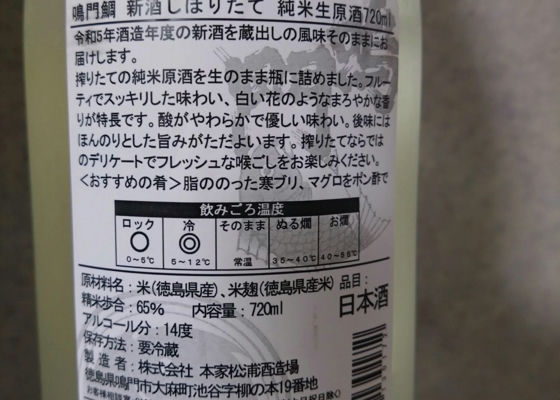 鳴門鯛 新酒しぼりたて 純米生原酒720ml
令和5年酒造年度の新酒を蔵出しの風味そのままにお
届けします。
搾りたての純米原酒を生のまま瓶に詰めました。フルー
ティでスッキリした味わい、白い花のようなまろやかな香
りが特長です。酸がやわらかで優しい味わい。後味には
ほんのりとした旨みがただよいます。搾りたてならでは
のデリケートでフレッシュな喉ごしをお楽しみください。
<おすすめの肴>脂ののった寒ブリ、マグロをポン酢で
飲みごろ温度
ロック 冷 そのまま ぬる燗 お燗
○ ◎
0~5℃ 5~12℃ 常温 35~40℃ 40~55℃
原材料名:米(徳島県産)、米麹(徳島県産米) 品目:
精米歩合:65% 内容量:720ml 日本酒
アルコール分:14度
保存方法:要冷蔵
製造者:株式会社 本家松浦酒造場
徳島県鳴門市大麻町池谷字柳の本19番地